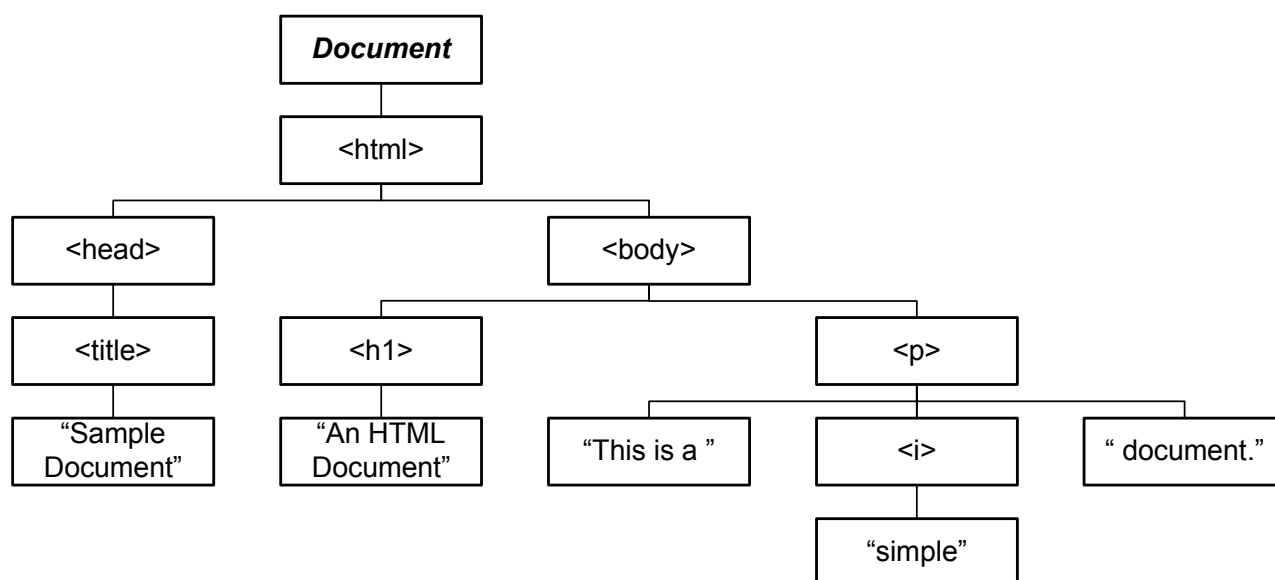 Document
<html>
<head>
<body>
<title>
<h1>
<p>
“Sample
Document”
“An HTML
Document”
“This is a ”
<i>
“ document.”
“simple”